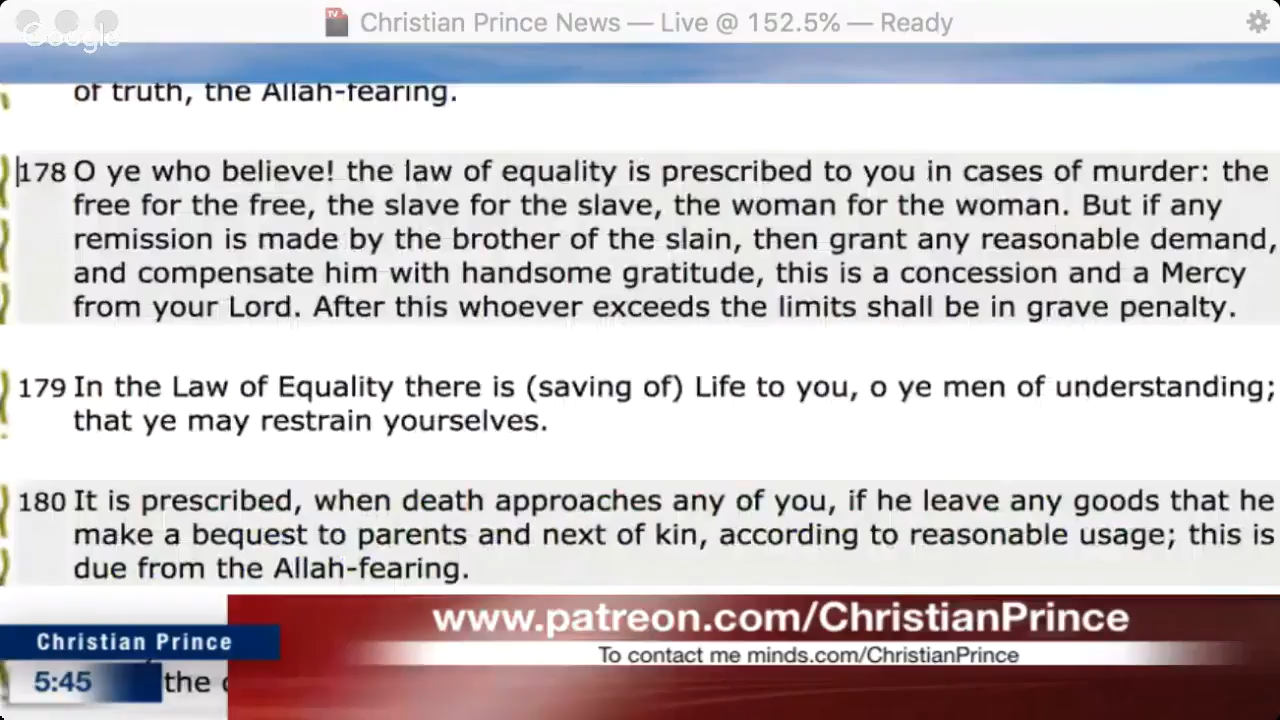 Christian Prince News — Live @ 152.5% — Ready
Google
TV
of truth, the Allah-fearing.
178 O ye who believe! the law of equality is prescribed to you in cases of murder: the
free for the free, the slave for the slave, the woman for the woman. But if any
remission is made by the brother of the slain, then grant any reasonable demand,
and compensate him with handsome gratitude, this is a concession and a Mercy
from your Lord. After this whoever exceeds the limits shall be in grave penalty.
179 In the Law of Equality there is (saving of) Life to you, o ye men of understanding;
that ye may restrain yourselves.
180 It is prescribed, when death approaches any of you, if he leave any goods that he
make a bequest to parents and next of kin, according to reasonable usage; this is
due from the Allah-fearing.
www.patreon.com/ChristianPrince
Christian Prince
To contact me minds.com/ChristianPrince
5:45
the